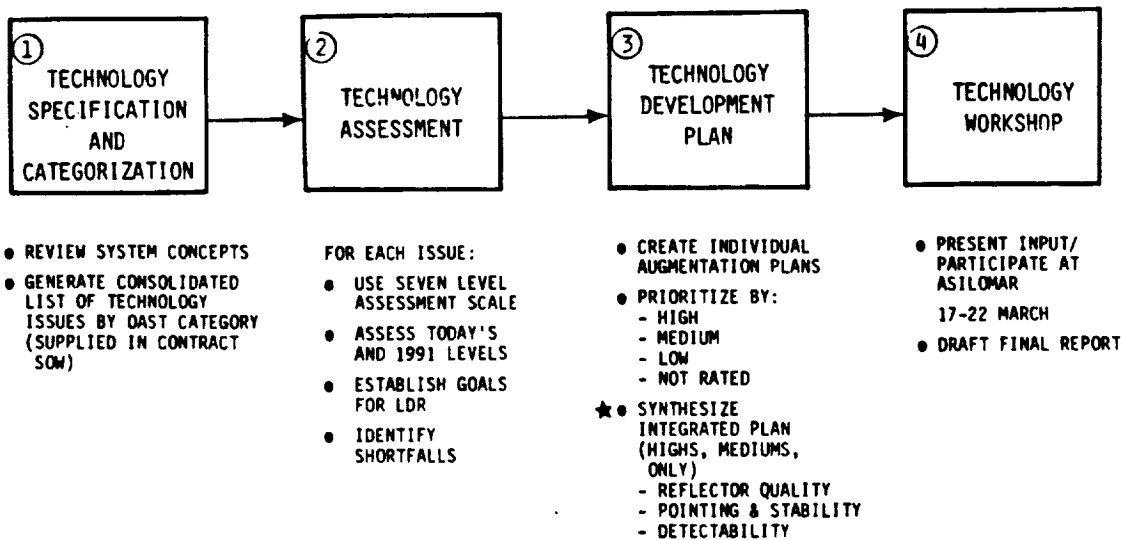 1
TECHNOLOGY
SPECIFICATION
AND
CATEGORIZATION
2
TECHNOLOGY
ASSESSMENT
3
TECHNOLOGY
DEVELOPMENT
PLAN
4
TECHNOLOGY
WORKSHOP
● REVIEW SYSTEM CONCEPTS
● GENERATE CONSOLIDATED
LIST OF TECHNOLOGY
ISSUES BY OAST CATEGORY
(SUPPLIED IN CONTRACT
SOW)
FOR EACH ISSUE:
● USE SEVEN LEVEL
ASSESSMENT SCALE
● ASSESS TODAY'S
AND 1991 LEVELS
● ESTABLISH GOALS
FOR LDR
● IDENTIFY
SHORTFALLS
● CREATE INDIVIDUAL
AUGMENTATION PLANS
● PRIORITIZE BY:
- HIGH
- MEDIUM
- LOW
- NOT RATED
★ ● SYNTHESIZE
INTEGRATED PLAN
(HIGHS, MEDIUMS,
ONLY)
- REFLECTOR QUALITY
- POINTING & STABILITY
- DETECTABILITY
● PRESENT INPUT/
PARTICIPATE AT
ASILOMAR
17-22 MARCH
● DRAFT FINAL REPORT